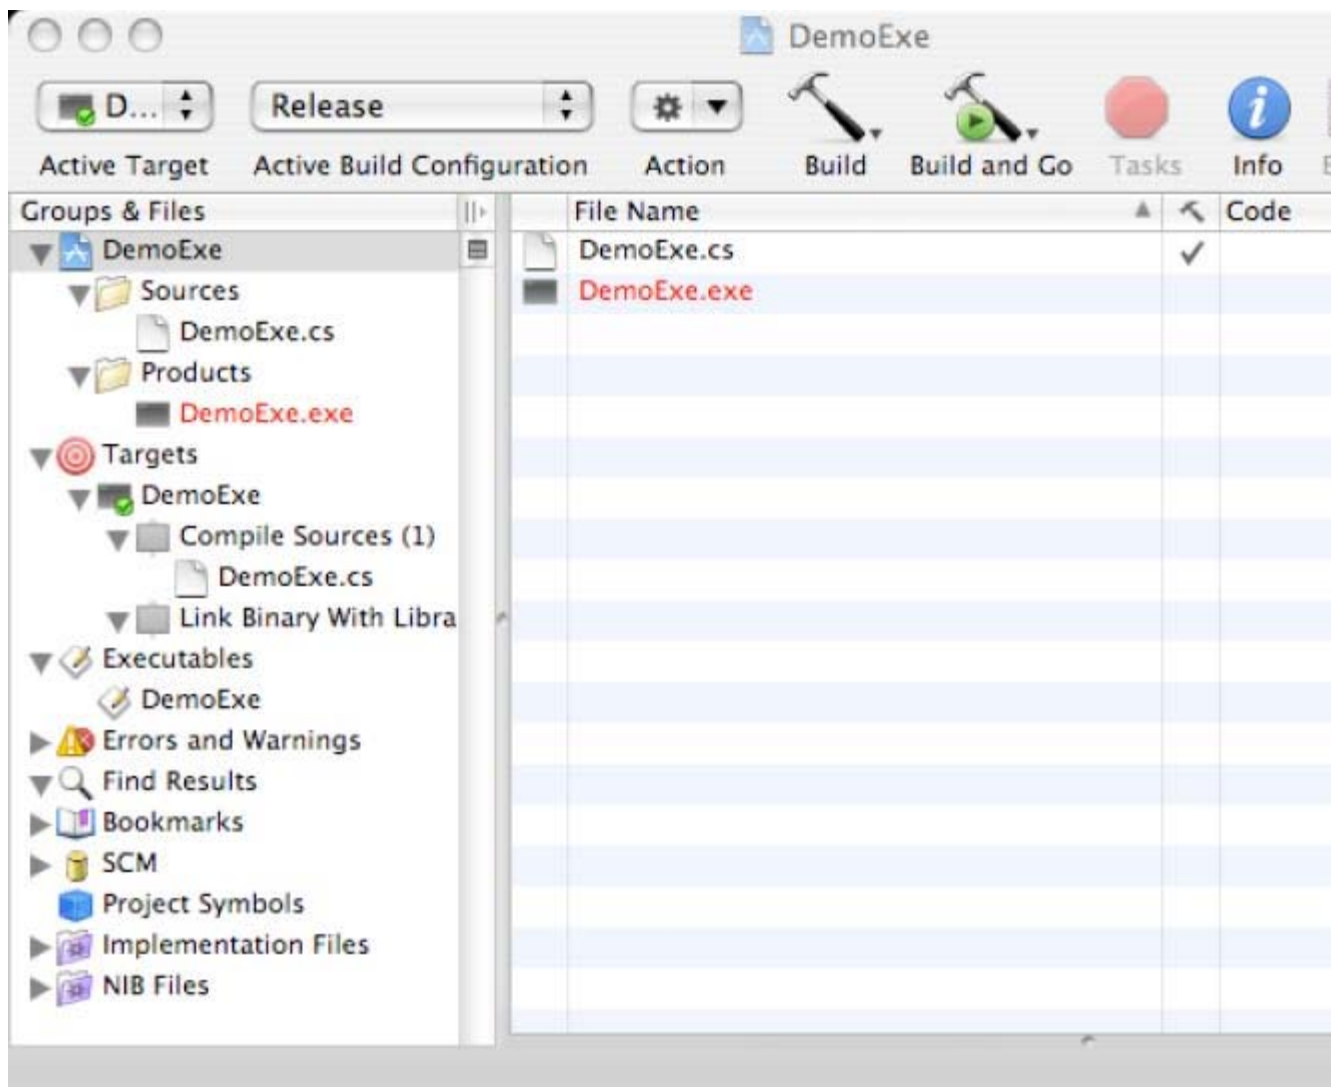 DemoExe
D... Release
Active Target Active Build Configuration Action Build Build and Go Tasks Info
Groups & Files File Name Code
DemoExe DemoExe.cs
Sources DemoExe.exe
DemoExe.cs
Products
DemoExe.exe
Targets
DemoExe
Compile Sources (1)
DemoExe.cs
Link Binary With Libra
Executables
DemoExe
Errors and Warnings
Find Results
Bookmarks
SCM
Project Symbols
Implementation Files
NIB Files